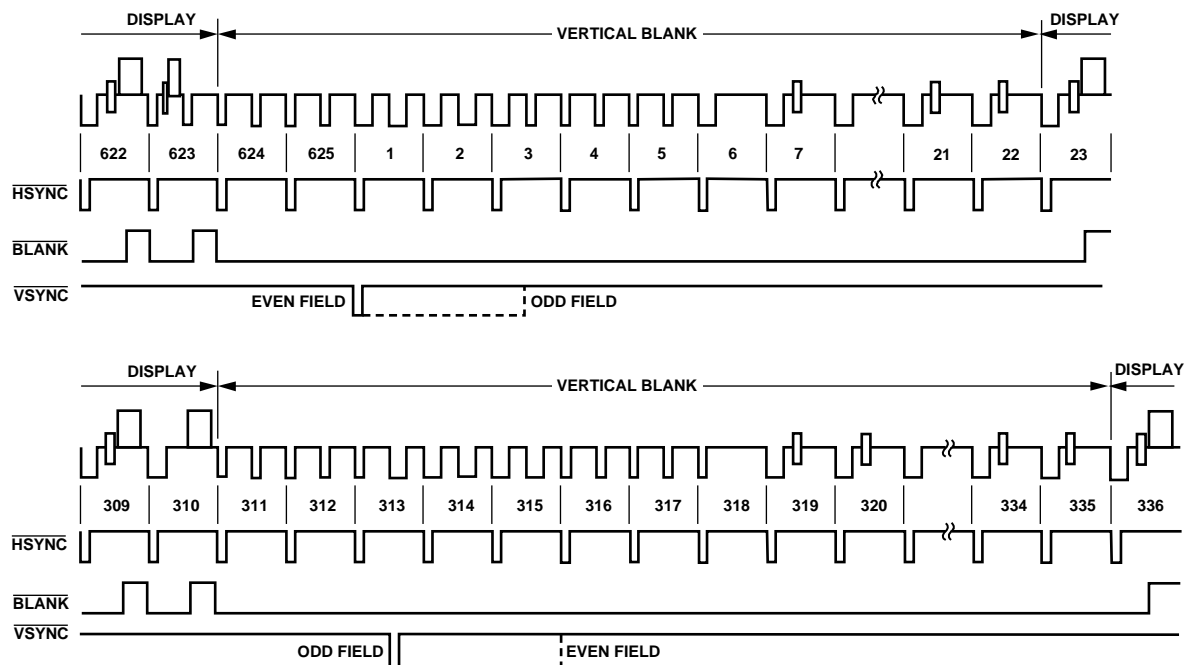 DISPLAY VERTICAL BLANK DISPLAY
622 623 624 625 1 2 3 4 5 6 7 21 22 23
HSYNC
BLANK
VSYNC
EVEN FIELD ODD FIELD
DISPLAY VERTICAL BLANK DISPLAY
309 310 311 312 313 314 315 316 317 318 319 320 334 335 336
HSYNC
BLANK
VSYNC
ODD FIELD EVEN FIELD